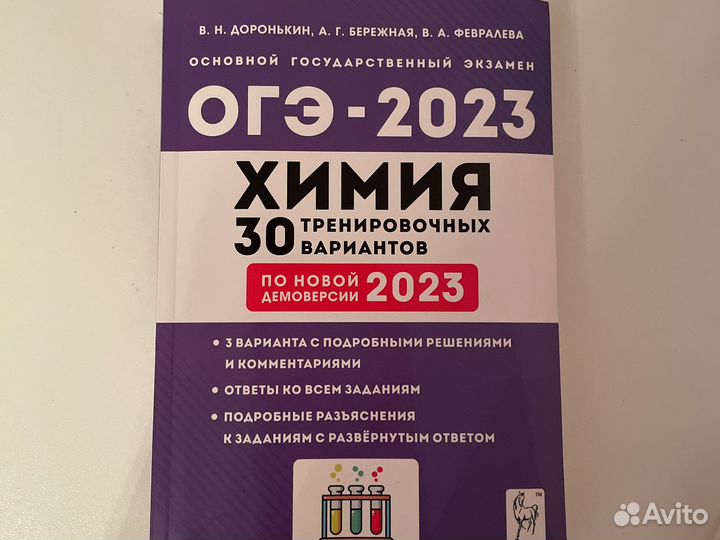 В. Н. ДОРОНЬКИН, А. Г. БЕРЕЖНАЯ, В. А. ФЕВРАЛЕВА
ОСНОВНОЙ ГОСУДАРСТВЕННЫЙ ЭКЗАМЕН
ОГЭ - 2023
ХИМИЯ
30 ТРЕНИРОВОЧНЫХ
ВАРИАНТОВ
ПО НОВОЙ
ДЕМОВЕРСИИ 2023
• 3 ВАРИАНТА С ПОДРОБНЫМИ РЕШЕНИЯМИ
И КОММЕНТАРИЯМИ
• ОТВЕТЫ КО ВСЕМ ЗАДАНИЯМ
• ПОДРОБНЫЕ РАЗЪЯСНЕНИЯ
К ЗАДАНИЯМ С РАЗВЁРНУТЫМ ОТВЕТОМ
TM
Avito